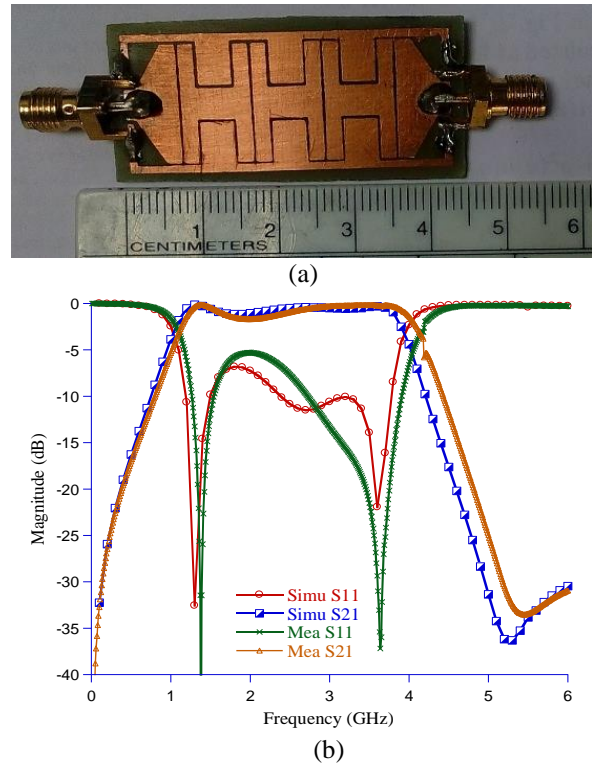 1 2 3 4 5 6
CENTIMETERS
(a)
0
-5
-10
-15
-20
-25
-30
-35
-40
Magnitude (dB)
Simu S11
Simu S21
Mea S11
Mea S21
0 1 2 3 4 5 6
Frequency (GHz)
(b)